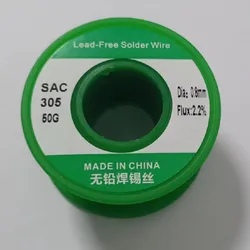 Lead-Free Solder Wire
SAC
305
50G
Dia: 0.8mm
Flux:2.2%
MADE IN CHINA
无铅焊锡丝